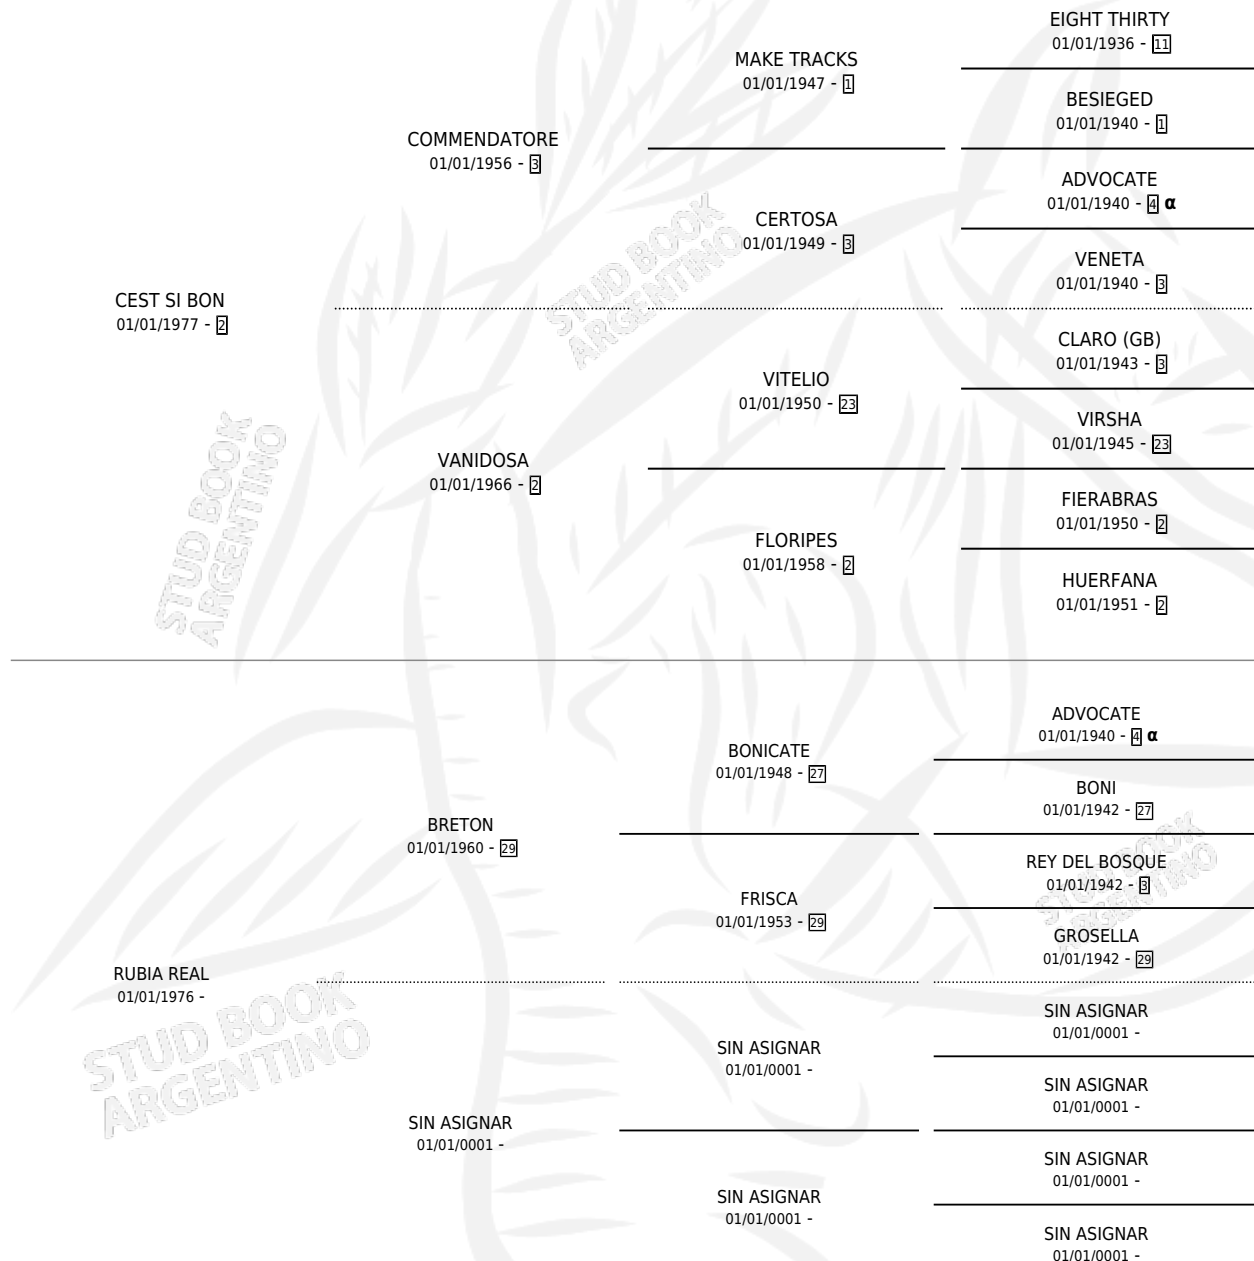 EIGHT THIRTY
01/01/1936 - 11
MAKE TRACKS
01/01/1947 - 1
BESIEGED
01/01/1940 - 1
COMMENDATORE
01/01/1956 - 3
ADVOCATE
01/01/1940 - 4 α
CERTOSA
01/01/1949 - 3
VENETA
01/01/1940 - 3
CEST SI BON
01/01/1977 - 2
STUD BOOK
ARGENTINO
CLARO (GB)
01/01/1943 - 3
VITELIO
01/01/1950 - 23
VIRSHA
01/01/1945 - 23
VANIDOSA
01/01/1966 - 2
FIERABRAS
01/01/1950 - 2
FLORIPES
01/01/1958 - 2
HUERFANA
01/01/1951 - 2
STUD BOOK
ARGENTINO
ADVOCATE
01/01/1940 - 4 α
BONICATE
01/01/1948 - 27
BONI
01/01/1942 - 27
BRETON
01/01/1960 - 29
REY DEL BOSQUE
01/01/1942 - 3
STUD BOOK
ARGENTINO
FRISCA
01/01/1953 - 29
GROSELLA
01/01/1942 - 29
RUBIA REAL
01/01/1976 -
STUD BOOK
ARGENTINO
SIN ASIGNAR
01/01/0001 -
SIN ASIGNAR
01/01/0001 -
SIN ASIGNAR
01/01/0001 -
SIN ASIGNAR
01/01/0001 -
SIN ASIGNAR
01/01/0001 -
SIN ASIGNAR
01/01/0001 -
SIN ASIGNAR
01/01/0001 -